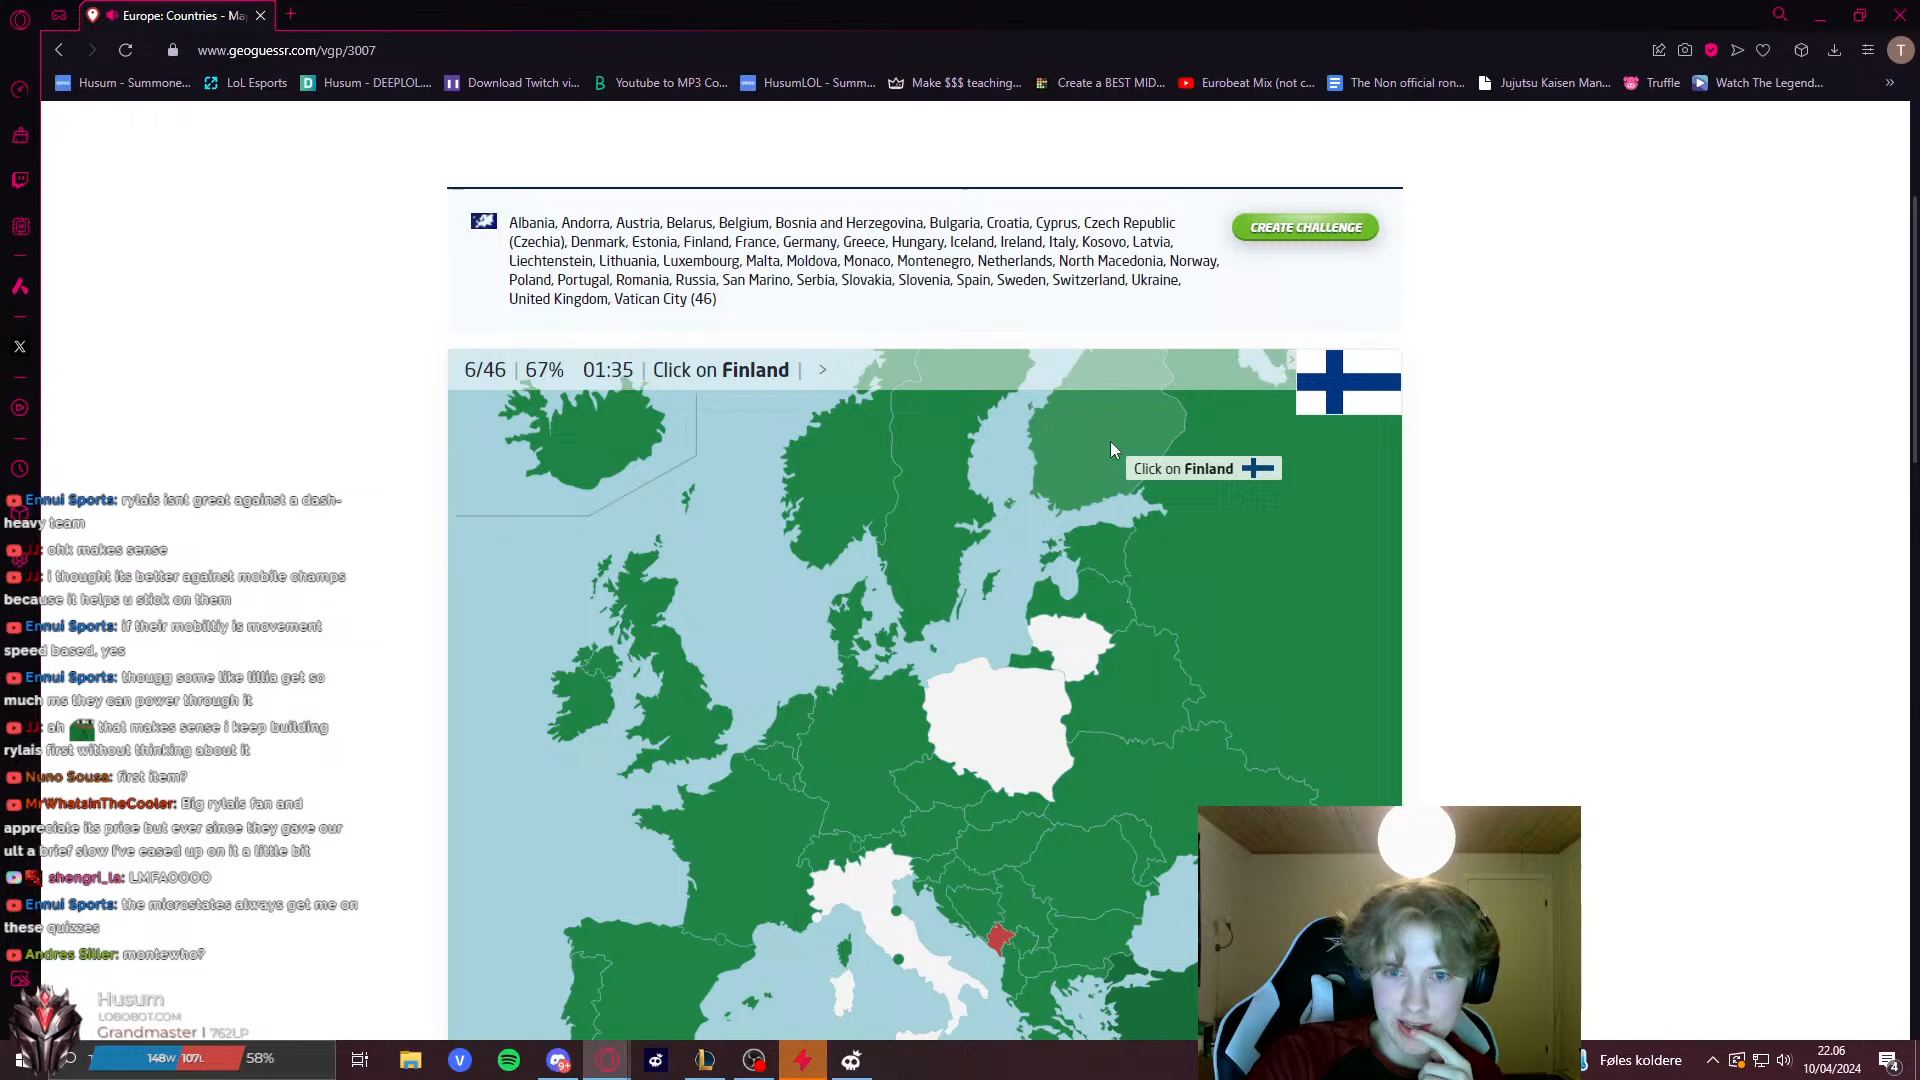 Europe: Countries - Ma
www.geoguessr.com/vgp/3007
T
Husum - Summone...
LoL Esports
Husum - DEEPLOL....
Download Twitch vi...
Youtube to MP3 Co...
HusumLOL - Summ...
Make $$$ teaching...
Create a BEST MID...
Eurobeat Mix (not c...
The Non official ron...
Jujutsu Kaisen Man...
Truffle
Watch The Legend...
Albania, Andorra, Austria, Belarus, Belgium, Bosnia and Herzegovina, Bulgaria, Croatia, Cyprus, Czech Republic
(Czechia), Denmark, Estonia, Finland, France, Germany, Greece, Hungary, Iceland, Ireland, Italy, Kosovo, Latvia,
Liechtenstein, Lithuania, Luxembourg, Malta, Moldova, Monaco, Montenegro, Netherlands, North Macedonia, Norway,
Poland, Portugal, Romania, Russia, San Marino, Serbia, Slovakia, Slovenia, Spain, Sweden, Switzerland, Ukraine,
United Kingdom, Vatican City (46)
CREATE CHALLENGE
6/46 | 67% 01:35 | Click on Finland |
Click on Finland
Ennui Sports: rylais isnt great against a dash-
heavy team
JJ: ohk makes sense
JJ: i thought its better against mobile champs
because it helps u stick on them
Ennui Sports: if their mobiltiy is movement
speed based, yes
Ennui Sports: thougg some like lillia get so
much ms they can power through it
JJ: ah that makes sense i keep building
rylais first without thinking about it
Nuno Sousa: first item?
MrWhatsInTheCooler: Big rylais fan and
appreciate its price but ever since they gave our
ult a brief slow I've eased up on it a little bit
shengri_la: LMFAOOOO
Ennui Sports: the microstates always get me on
these quizzes
Andres Siller: montewho?
Husum
LOBOBOT.COM
Grandmaster I 762LP
148W 107L 58%
9+
Føles koldere
22.06
10/04/2024
4